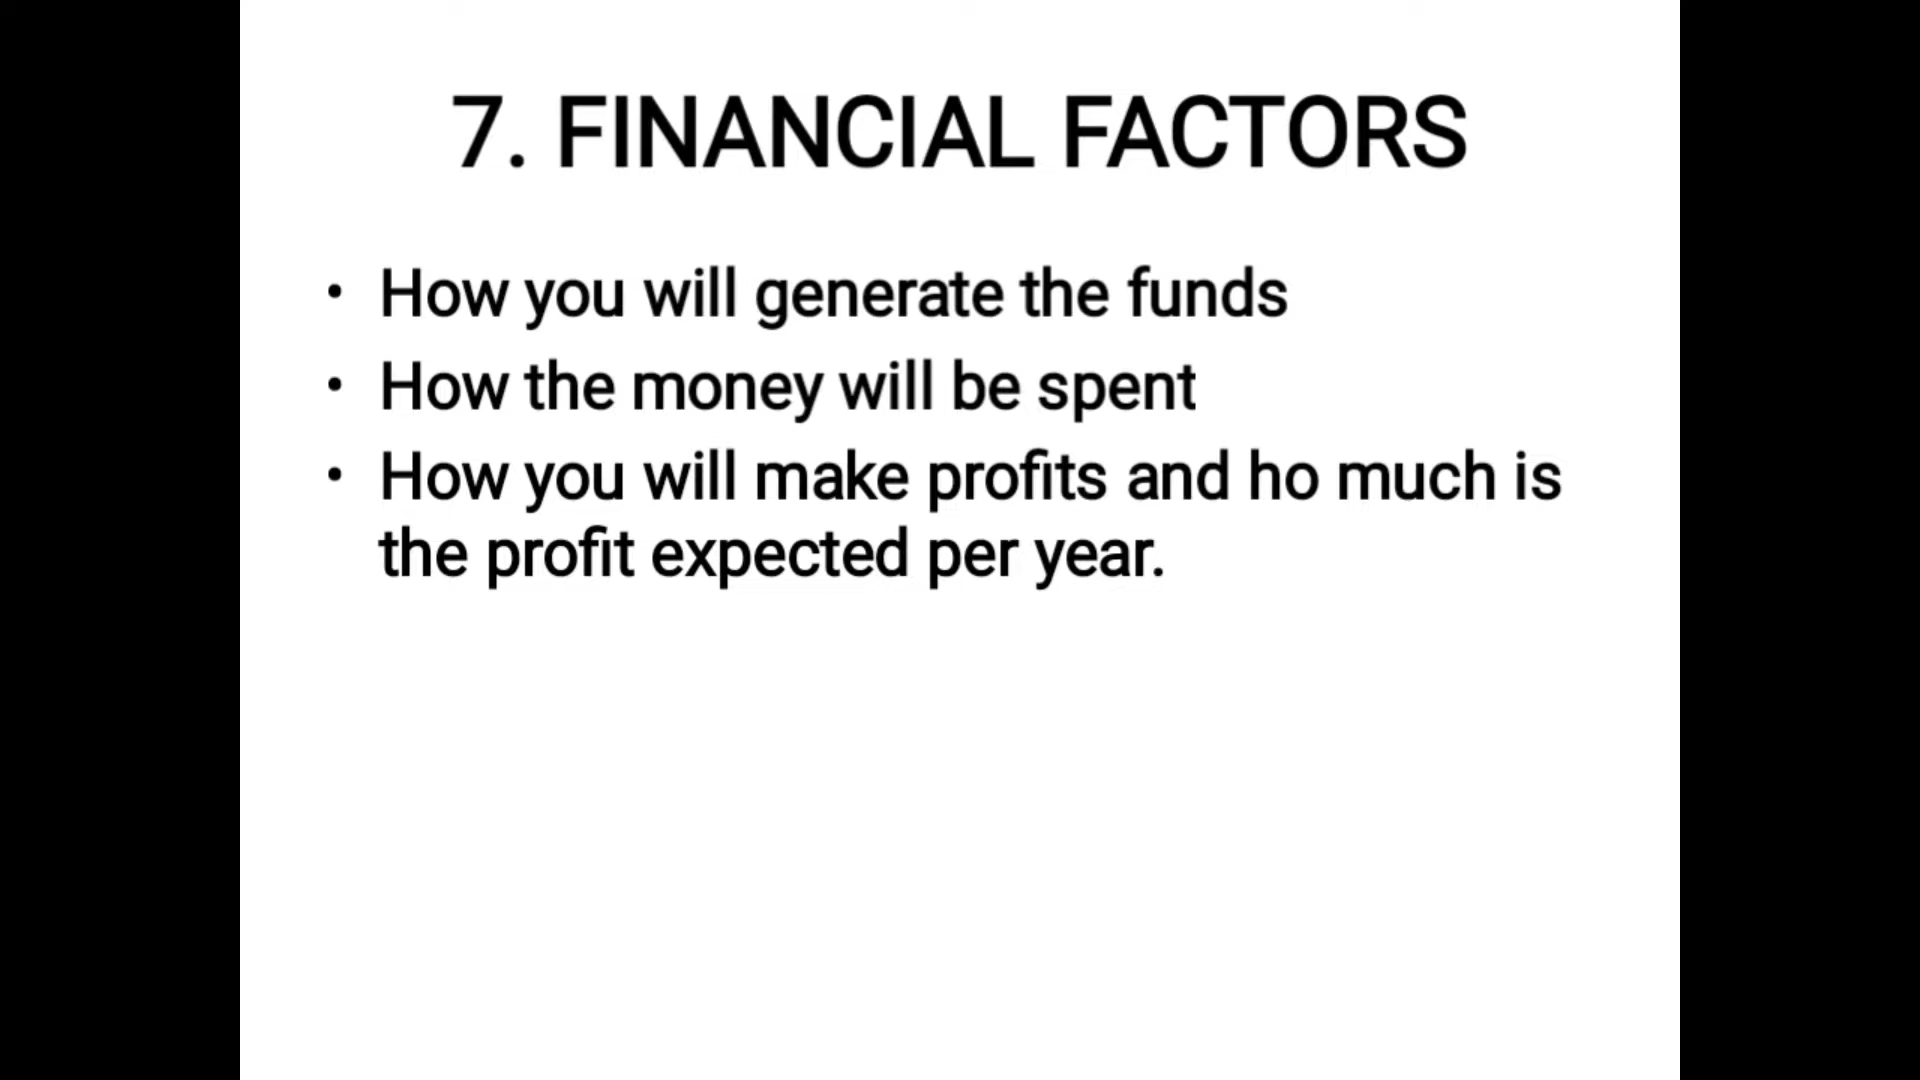 7. FINANCIAL FACTORS
• How you will generate the funds
• How the money will be spent
• How you will make profits and ho much is
the profit expected per year.